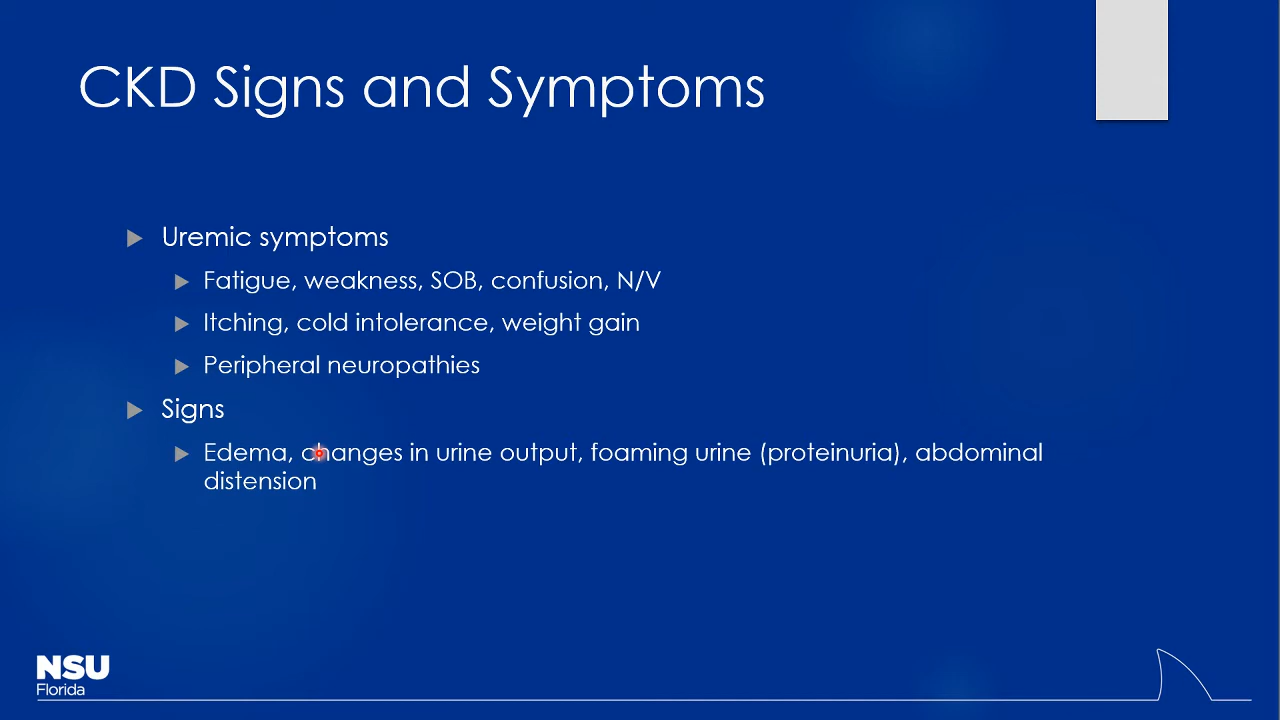 CKD Signs and Symptoms
Uremic symptoms
Fatigue, weakness, SOB, confusion, N/V
Itching, cold intolerance, weight gain
Peripheral neuropathies
Signs
Edema, changes in urine output, foaming urine (proteinuria), abdominal
distension
NSU
Florida